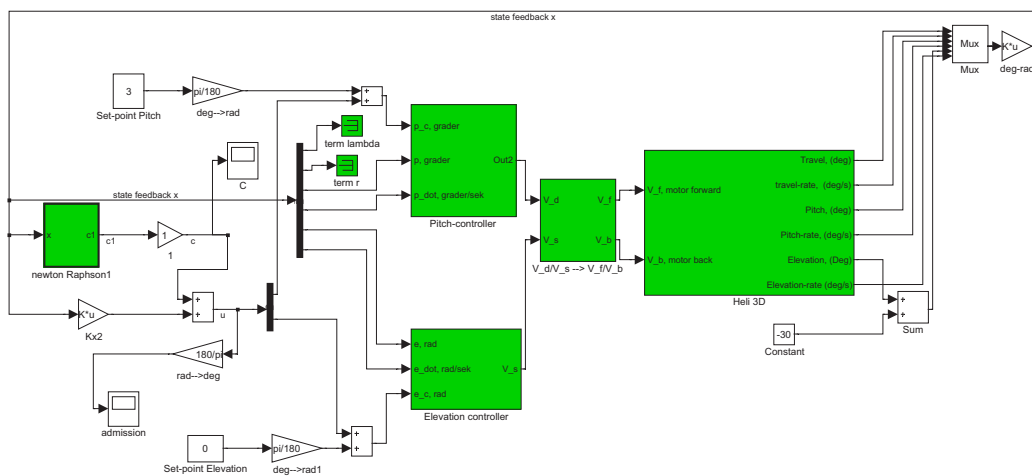 state feedback x
Mux
Mux
K*u
deg-rad
3
Set-point Pitch
pi/180
deg-->rad
+
+
term lambda
term r
C
p_c, grader
p, grader
p_dot, grader/sek
Out2
Pitch-controller
state feedback x
x
c1
newton Raphson1
c1
1
1
c
V_d
V_s
V_f
V_b
V_d/V_s --> V_f/V_b
V_f, motor forward
V_b, motor back
Travel, (deg)
travel-rate, (deg/s)
Pitch, (deg)
Pitch-rate, (deg/s)
Elevation, (Deg)
Elevation-rate (deg/s)
Heli 3D
+
+
Sum
-30
Constant
K*u
Kx2
+
+
u
180/pi
rad-->deg
admission
e, rad
e_dot, rad/sek
e_c, rad
V_s
Elevation controller
0
Set-point Elevation
pi/180
deg-->rad1
+
+